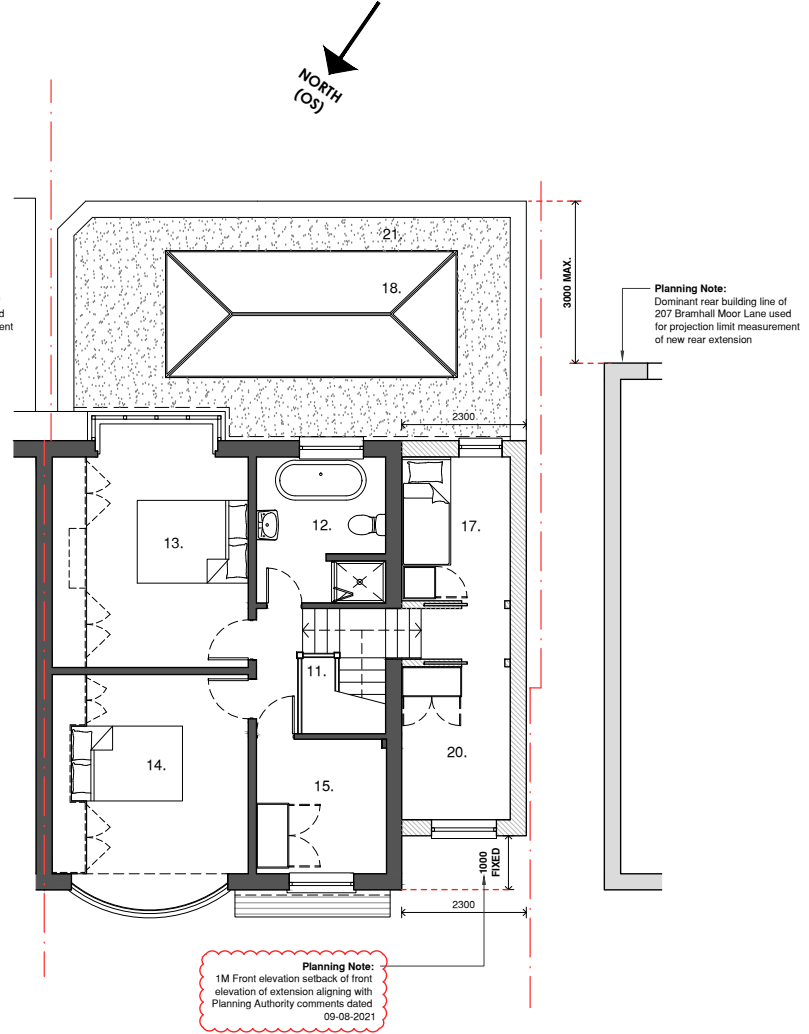 NORTH
(OS)
21.
18.
3000 MAX.
Planning Note:
Dominant rear building line of
207 Bramhall Moor Lane used
for projection limit measurement
of new rear extension
d
ent
2300
12.
17.
13.
11.
14.
15.
20.
1000
FIXED
2300
Planning Note:
1M Front elevation setback of front
elevation of extension aligning with
Planning Authority comments dated
09-08-2021